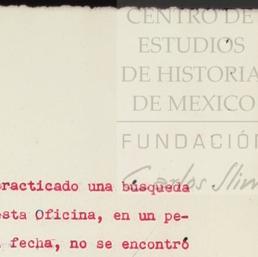 CENTRO DE
ESTUDIOS
DE HISTORIA
DE MEXICO
FUNDACIÓN
Carlos Slim
practicado una búsqueda
esta Oficina, en un pe-
fecha, no se encontró